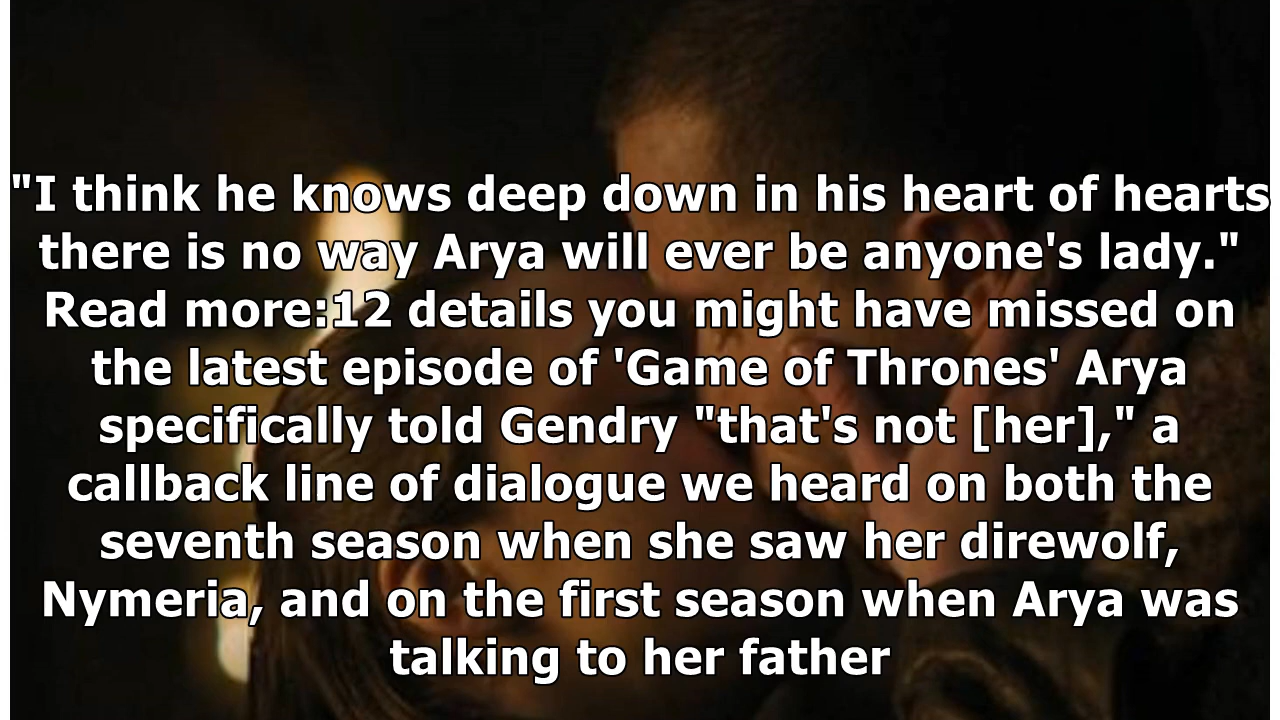 "I think he knows deep down in his heart of hearts
there is no way Arya will ever be anyone's lady."
Read more:12 details you might have missed on
the latest episode of 'Game of Thrones' Arya
specifically told Gendry "that's not [her]," a
callback line of dialogue we heard on both the
seventh season when she saw her direwolf,
Nymeria, and on the first season when Arya was
talking to her father